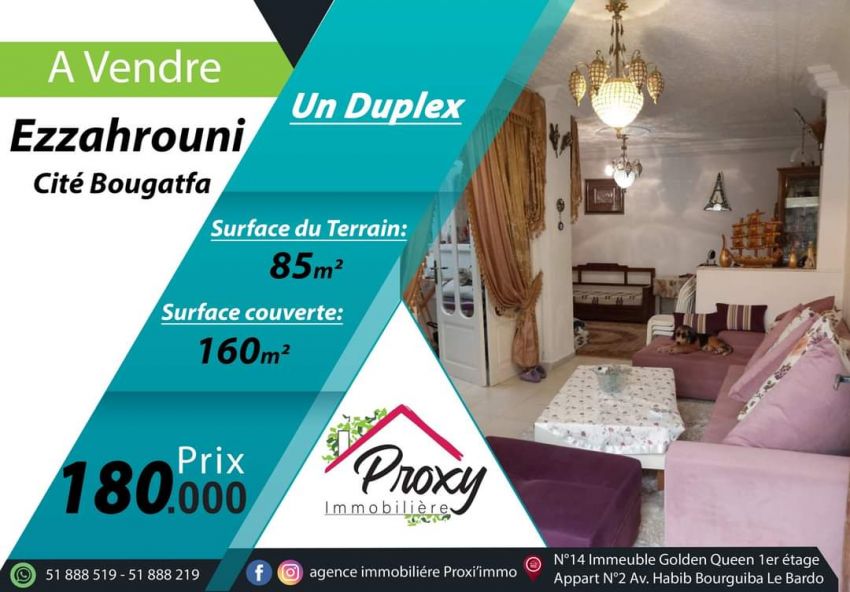 A Vendre
Ezzahrouni
Cité Bougatfa
Un Duplex
Surface du Terrain:
85m²
Surface couverte:
160m²
Prix
180.000
Proxy
Immobilière
51 888 519 - 51 888 219
agence immobiliére Proxi'immo
N°14 Immeuble Golden Queen 1er étage
Appart N°2 Av. Habib Bourguiba Le Bardo